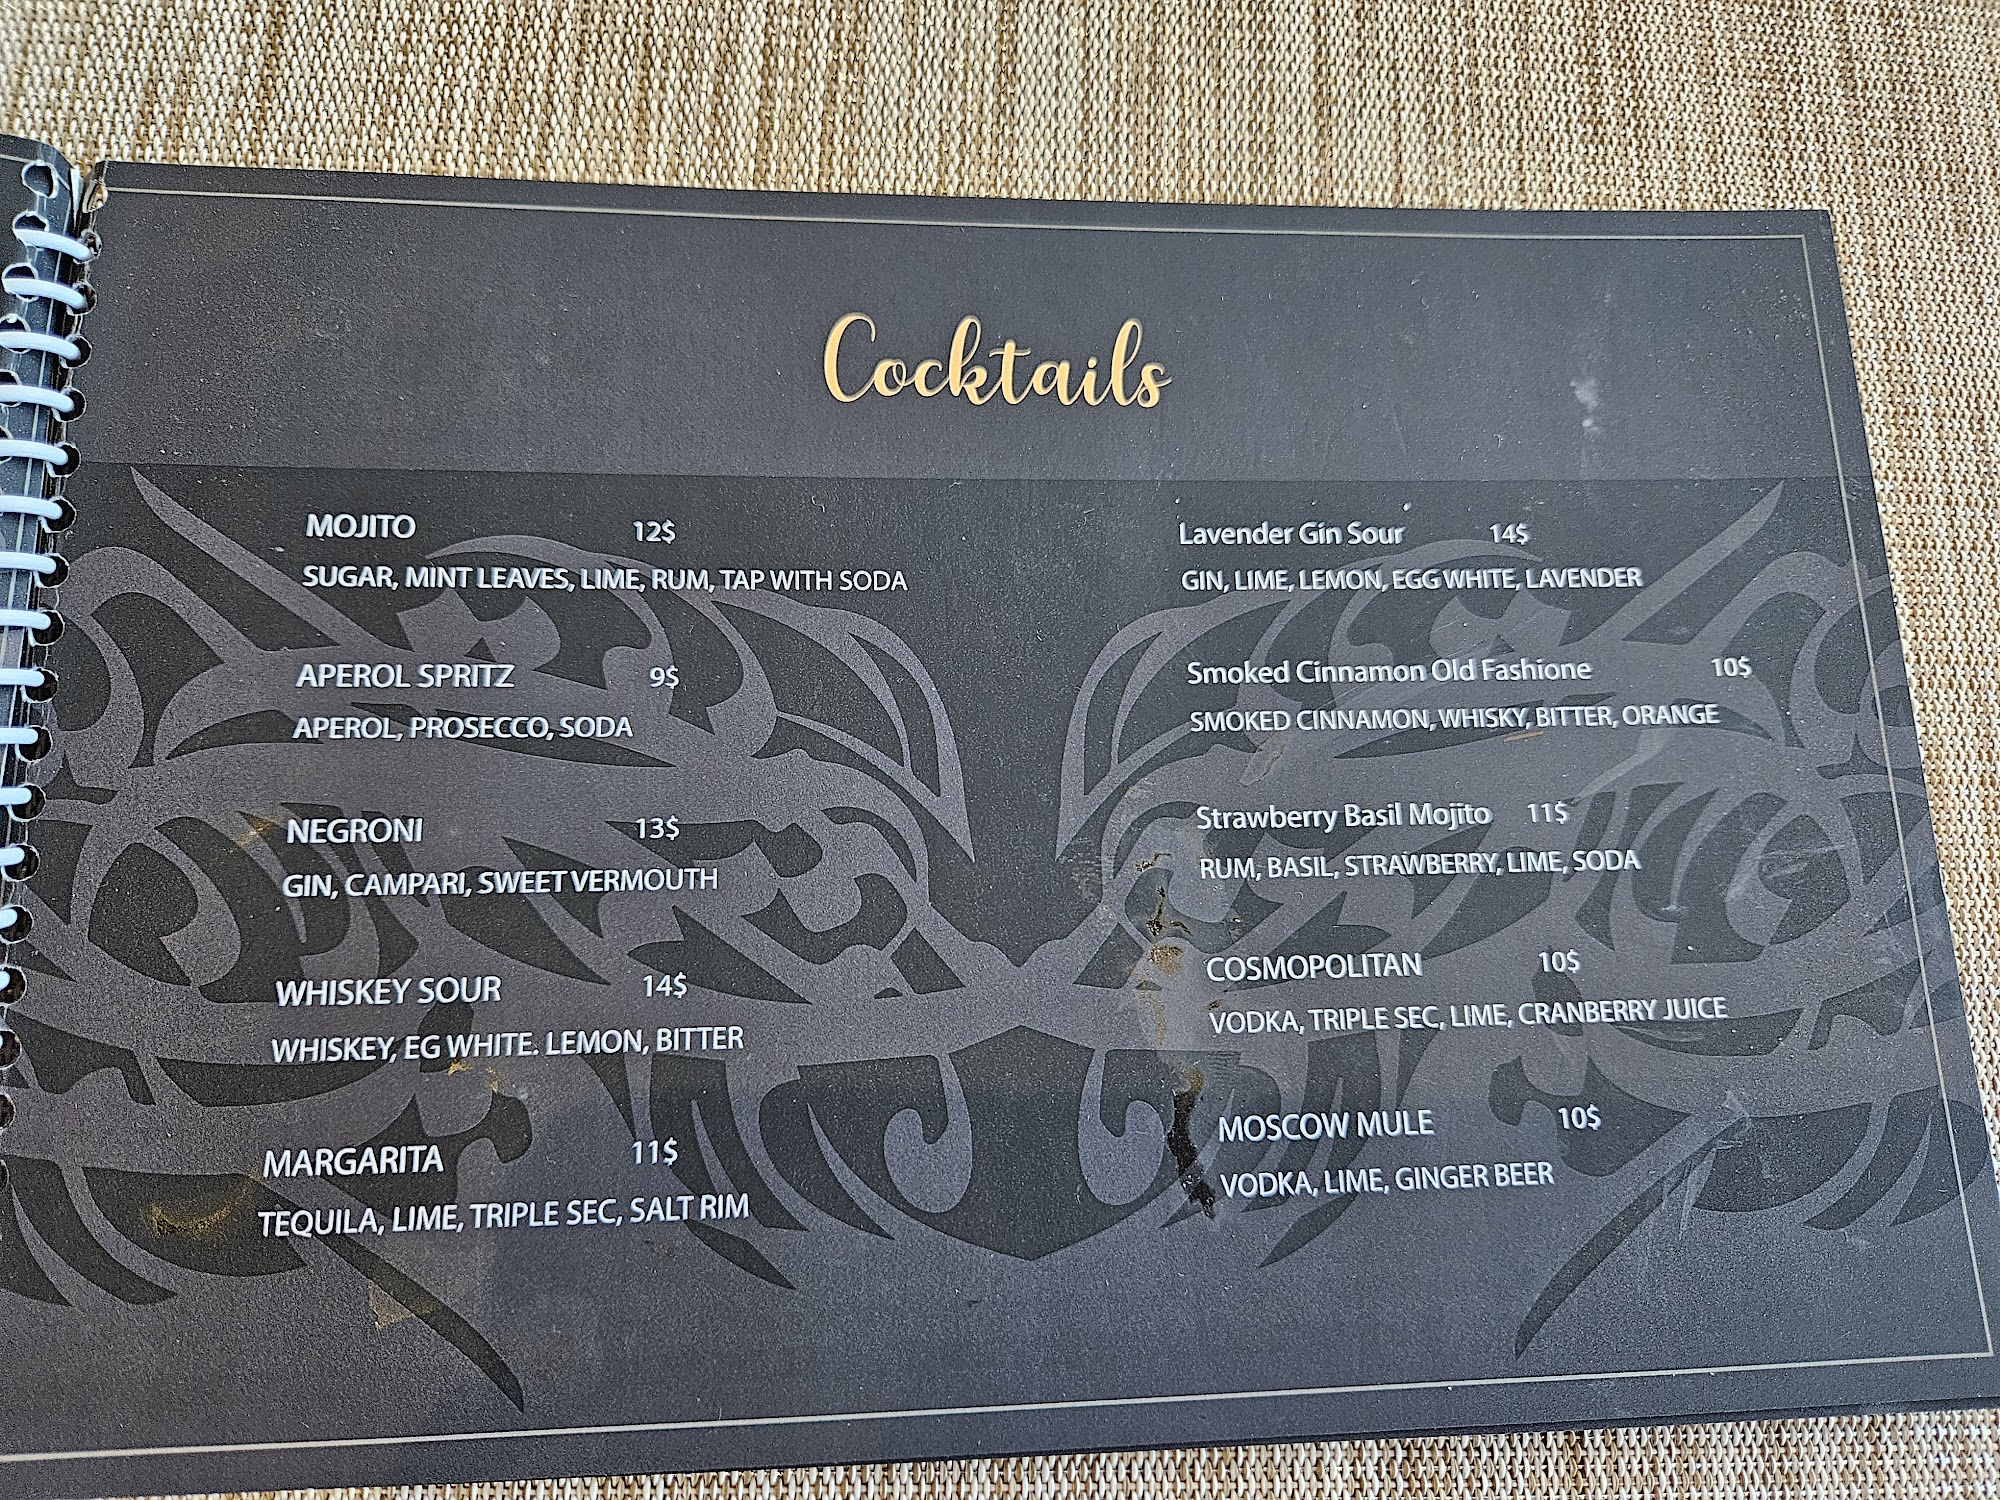 Cocktails
MOJITO 12$
SUGAR, MINT LEAVES, LIME, RUM, TAP WITH SODA
APEROL SPRITZ 9$
APEROL, PROSECCO, SODA
NEGRONI 13$
GIN, CAMPARI, SWEET VERMOUTH
WHISKEY SOUR 14$
WHISKEY, EG WHITE. LEMON, BITTER
MARGARITA 11$
TEQUILA, LIME, TRIPLE SEC, SALT RIM
Lavender Gin Sour 14$
GIN, LIME, LEMON, EGG WHITE, LAVENDER
Smoked Cinnamon Old Fashione 10$
SMOKED CINNAMON, WHISKY, BITTER, ORANGE
Strawberry Basil Mojito 11$
RUM, BASIL, STRAWBERRY, LIME, SODA
COSMOPOLITAN 10$
VODKA, TRIPLE SEC, LIME, CRANBERRY JUICE
MOSCOW MULE 10$
VODKA, LIME, GINGER BEER